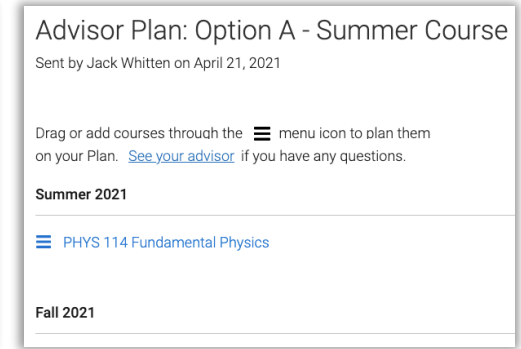 Advisor Plan: Option A - Summer Course
Sent by Jack Whitten on April 21, 2021
Drag or add courses through the menu icon to plan them
on your Plan. See your advisor if you have any questions.
Summer 2021
PHYS 114 Fundamental Physics
Fall 2021